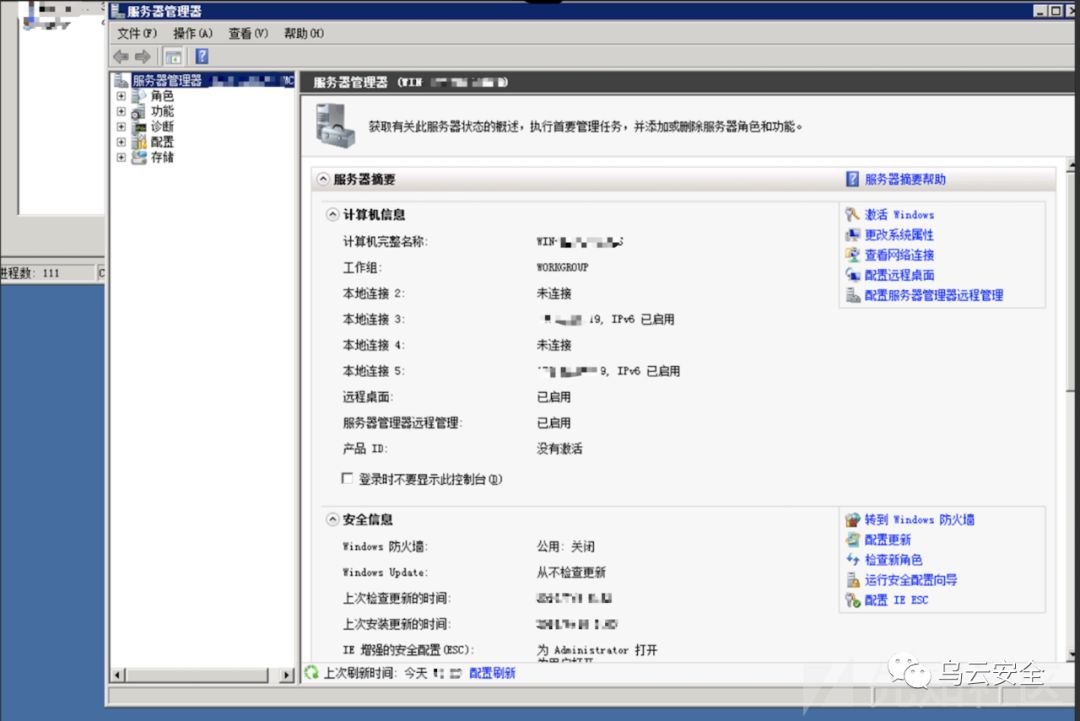 服务器管理器
文件(F) 操作(A) 查看(V) 帮助(H)
服务器管理器
角色
功能
诊断
配置
存储
进程数: 111
服务器管理器 (WIN
获取有关此服务器状态的概述，执行首要管理任务，并添加或删除服务器角色和功能。
服务器摘要
服务器摘要帮助
计算机信息
计算机完整名称: WIN-
工作组: WORKGROUP
本地连接 2: 未连接
本地连接 3: 19, IPv6 已启用
本地连接 4: 未连接
本地连接 5: 9, IPv6 已启用
远程桌面: 已启用
服务器管理器远程管理: 已启用
产品 ID: 没有激活
登录时不要显示此控制台(D)
激活 Windows
更改系统属性
查看网络连接
配置远程桌面
配置服务器管理器远程管理
安全信息
Windows 防火墙: 公用: 关闭
Windows Update: 从不检查更新
上次检查更新的时间:
上次安装更新的时间:
IE 增强的安全配置(ESC): 为 Administrator 打开
为用户打开
转到 Windows 防火墙
配置更新
检查新角色
运行安全配置向导
配置 IE ESC
上次刷新时间: 今天 配置刷新
乌云安全